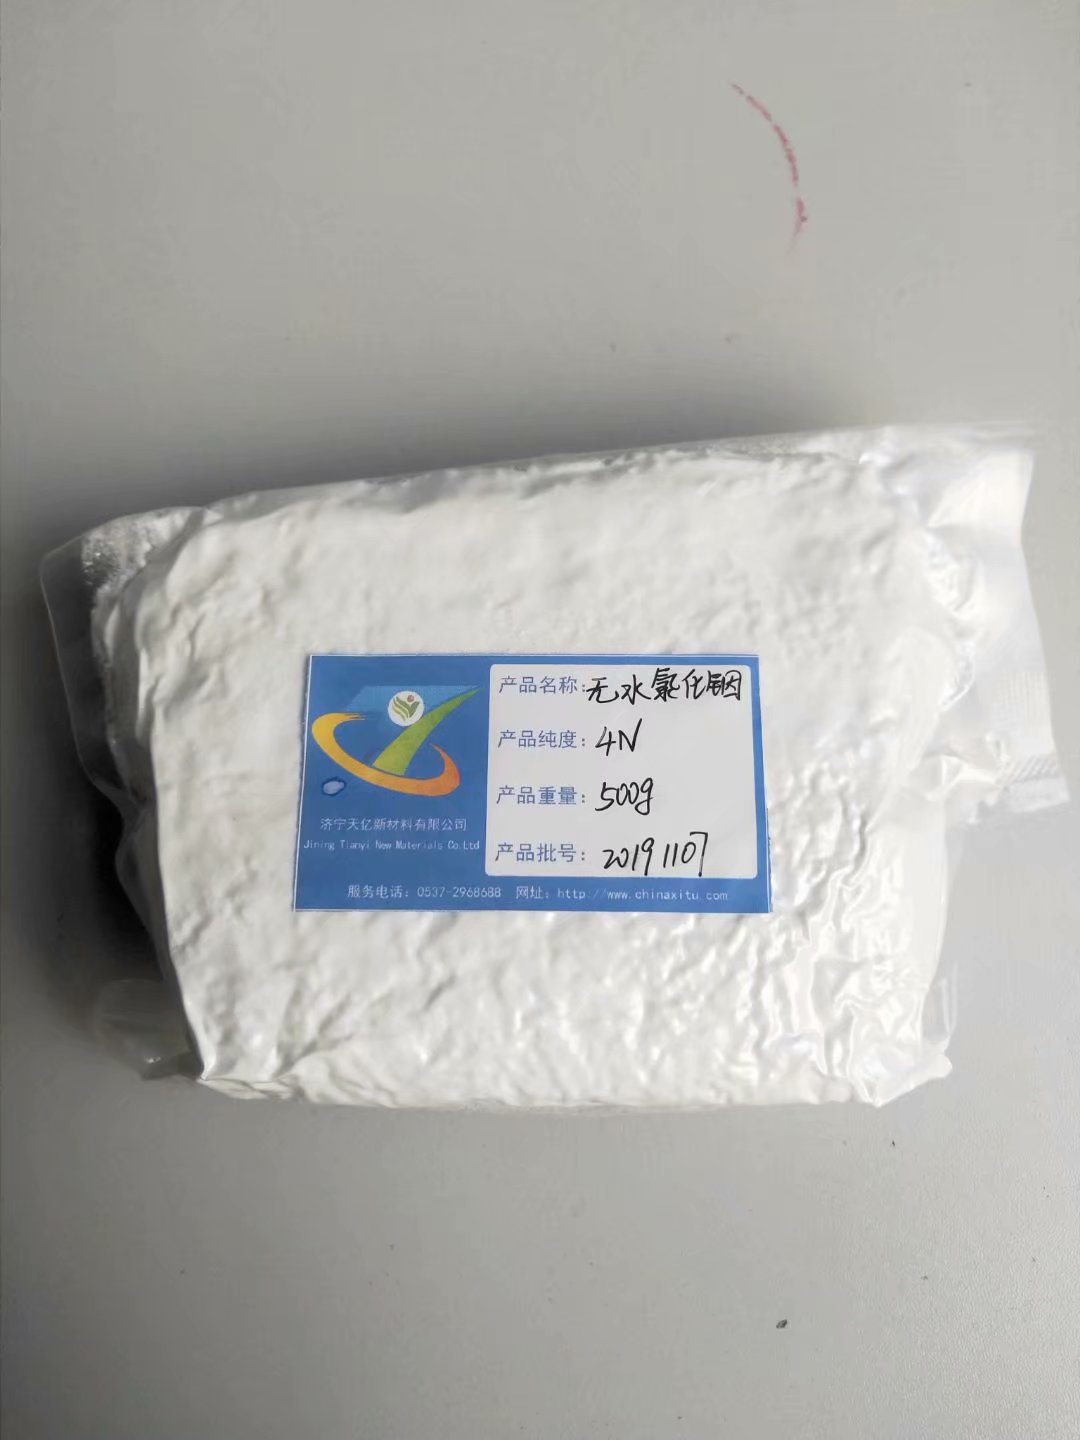 产品名称：无水氯化铟
产品纯度：4N
产品重量：500g
产品批号：20191107
济宁天亿新材料有限公司
Jining Tianyi New Materials Co.Ltd
服务电话：0537-2968688 网址：http://www.chinaxitu.com